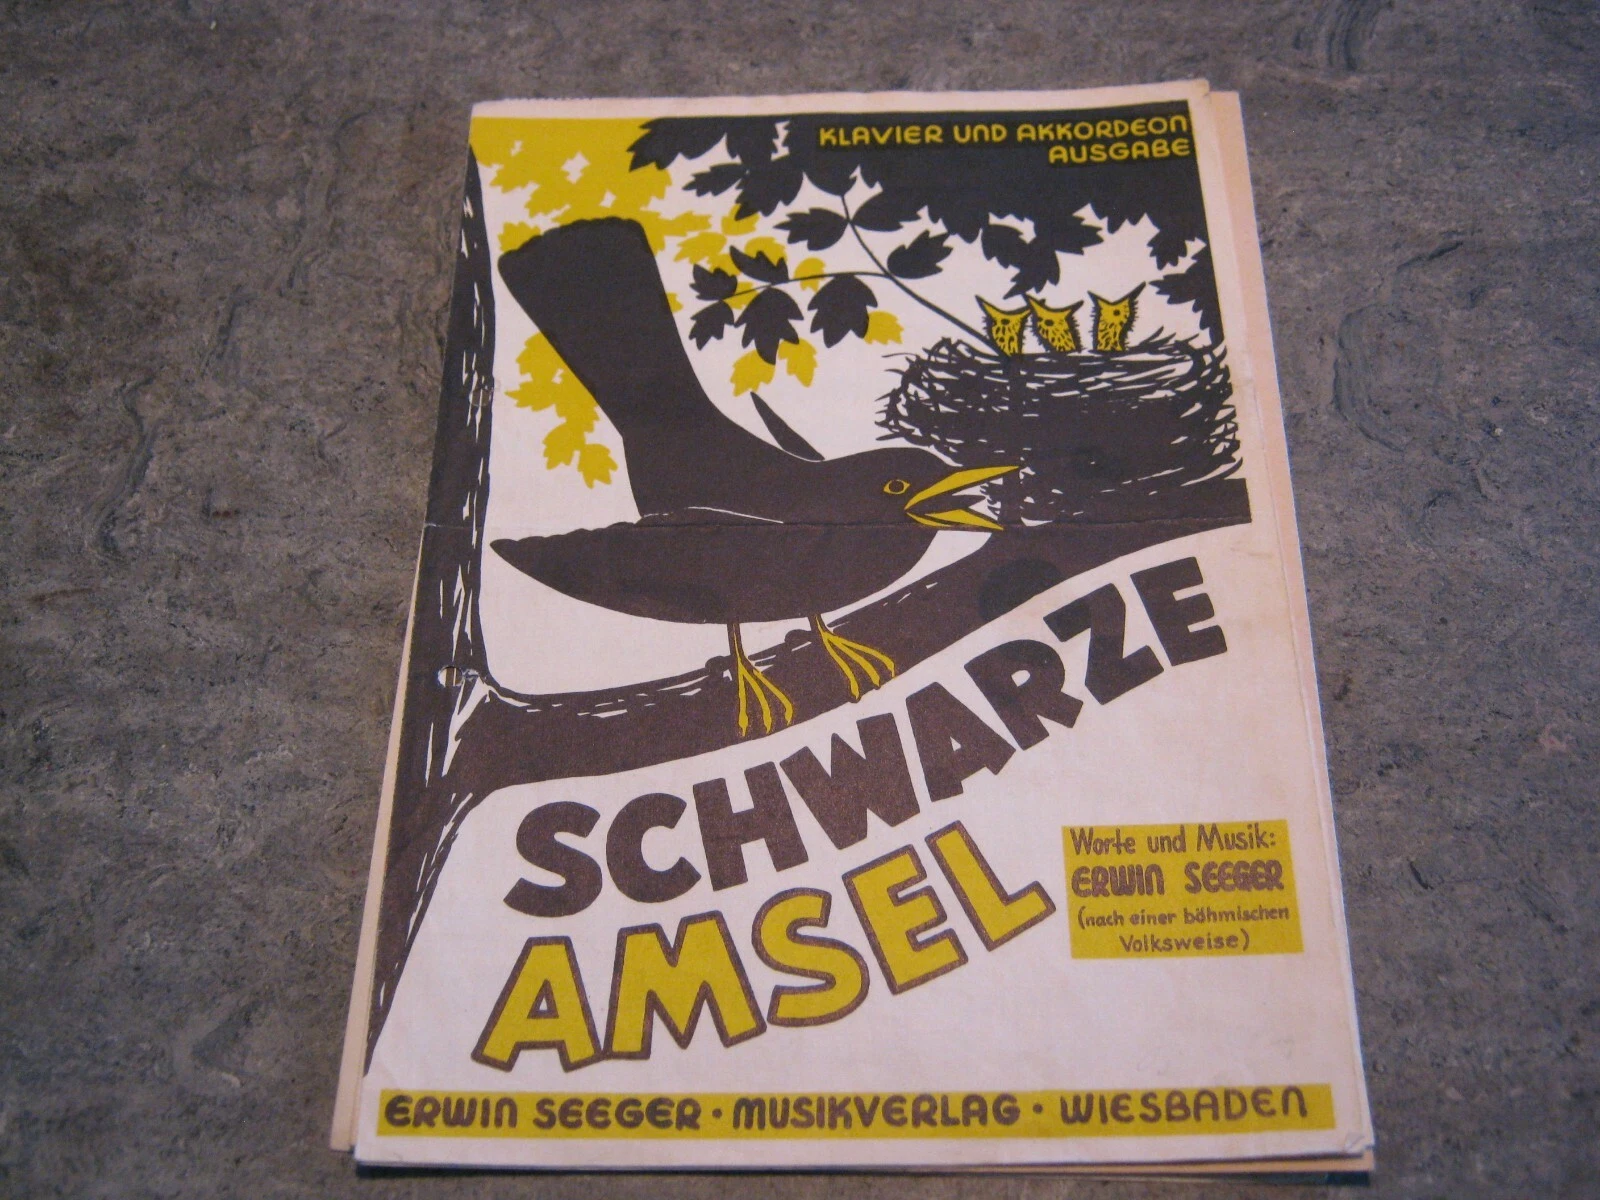 KLAVIER UND AKKORDEON
AUSGABE
SCHWARZE
AMSEL
Worte und Musik:
ERWIN SEEGER
(nach einer böhmischen
Volksweise)
ERWIN SEEGER · MUSIKVERLAG · WIESBADEN